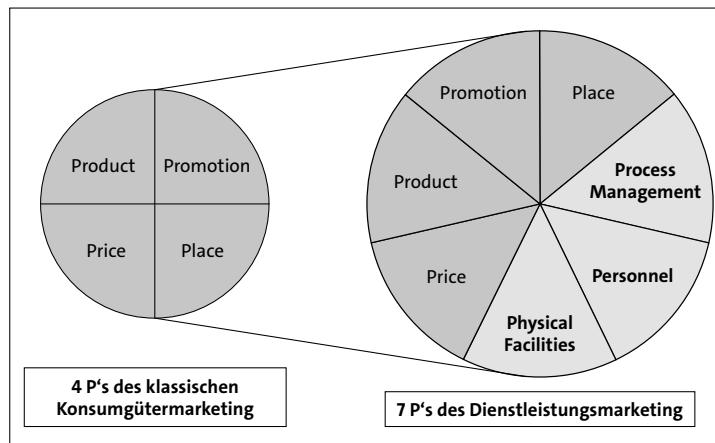 Product
Promotion
Price
Place
4 P‘s des klassischen
Konsumgütermarketing
Promotion
Place
Product
Process
Management
Price
Personnel
Physical
Facilities
7 P‘s des Dienstleistungsmarketing